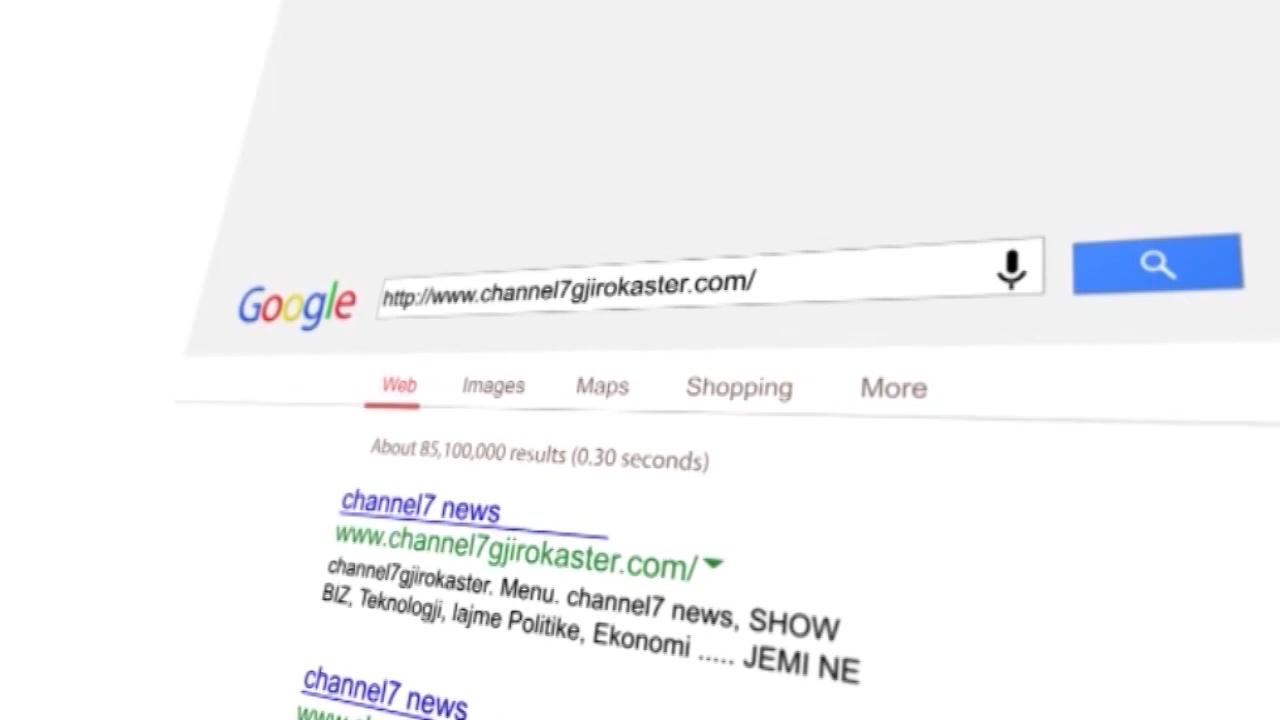 Google http://www.channel7gjirokaster.com/
Web Images Maps Shopping More
About 85,100,000 results (0.30 seconds)
channel7 news
www.channel7gjirokaster.com/
channel7gjirokaster. Menu. channel7 news, SHOW
BIZ, Teknologji, lajme Politike, Ekonomi ..... JEMI NE
channel7 news